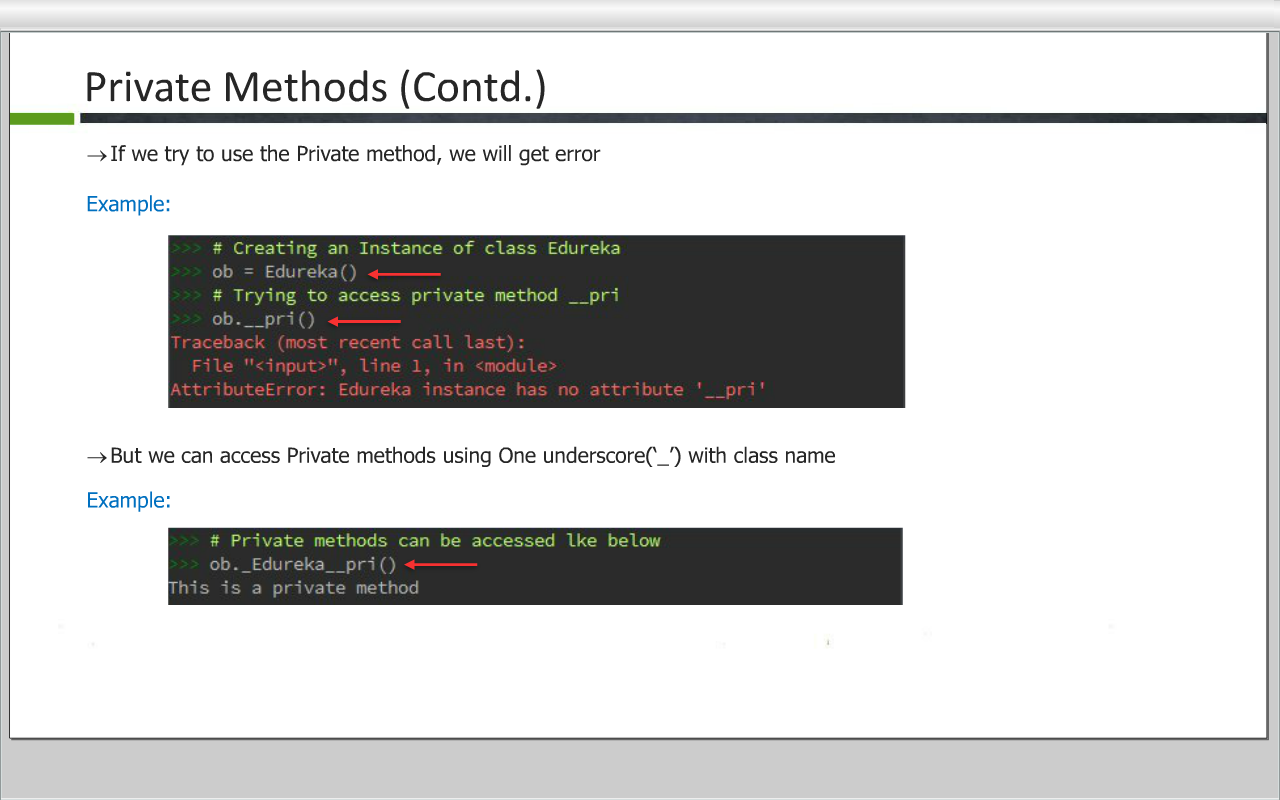 Private Methods (Contd.)
→If we try to use the Private method, we will get error
Example:
>>> # Creating an Instance of class Edureka
>>> ob = Edureka()
>>> # Trying to access private method __pri
>>> ob.__pri()
Traceback (most recent call last):
  File "<input>", line 1, in <module>
AttributeError: Edureka instance has no attribute '__pri'
→But we can access Private methods using One underscore(‘_’) with class name
Example:
>>> # Private methods can be accessed lke below
>>> ob._Edureka__pri()
This is a private method